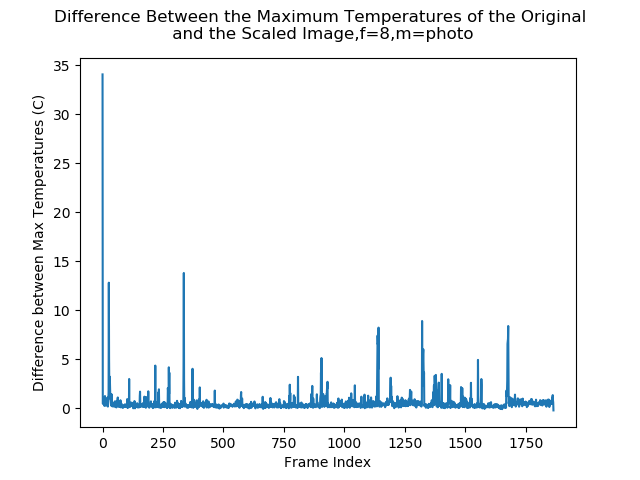 Difference Between the Maximum Temperatures of the Original
and the Scaled Image,f=8,m=photo
Difference between Max Temperatures (C)
35
30
25
20
15
10
5
0
0 250 500 750 1000 1250 1500 1750
Frame Index